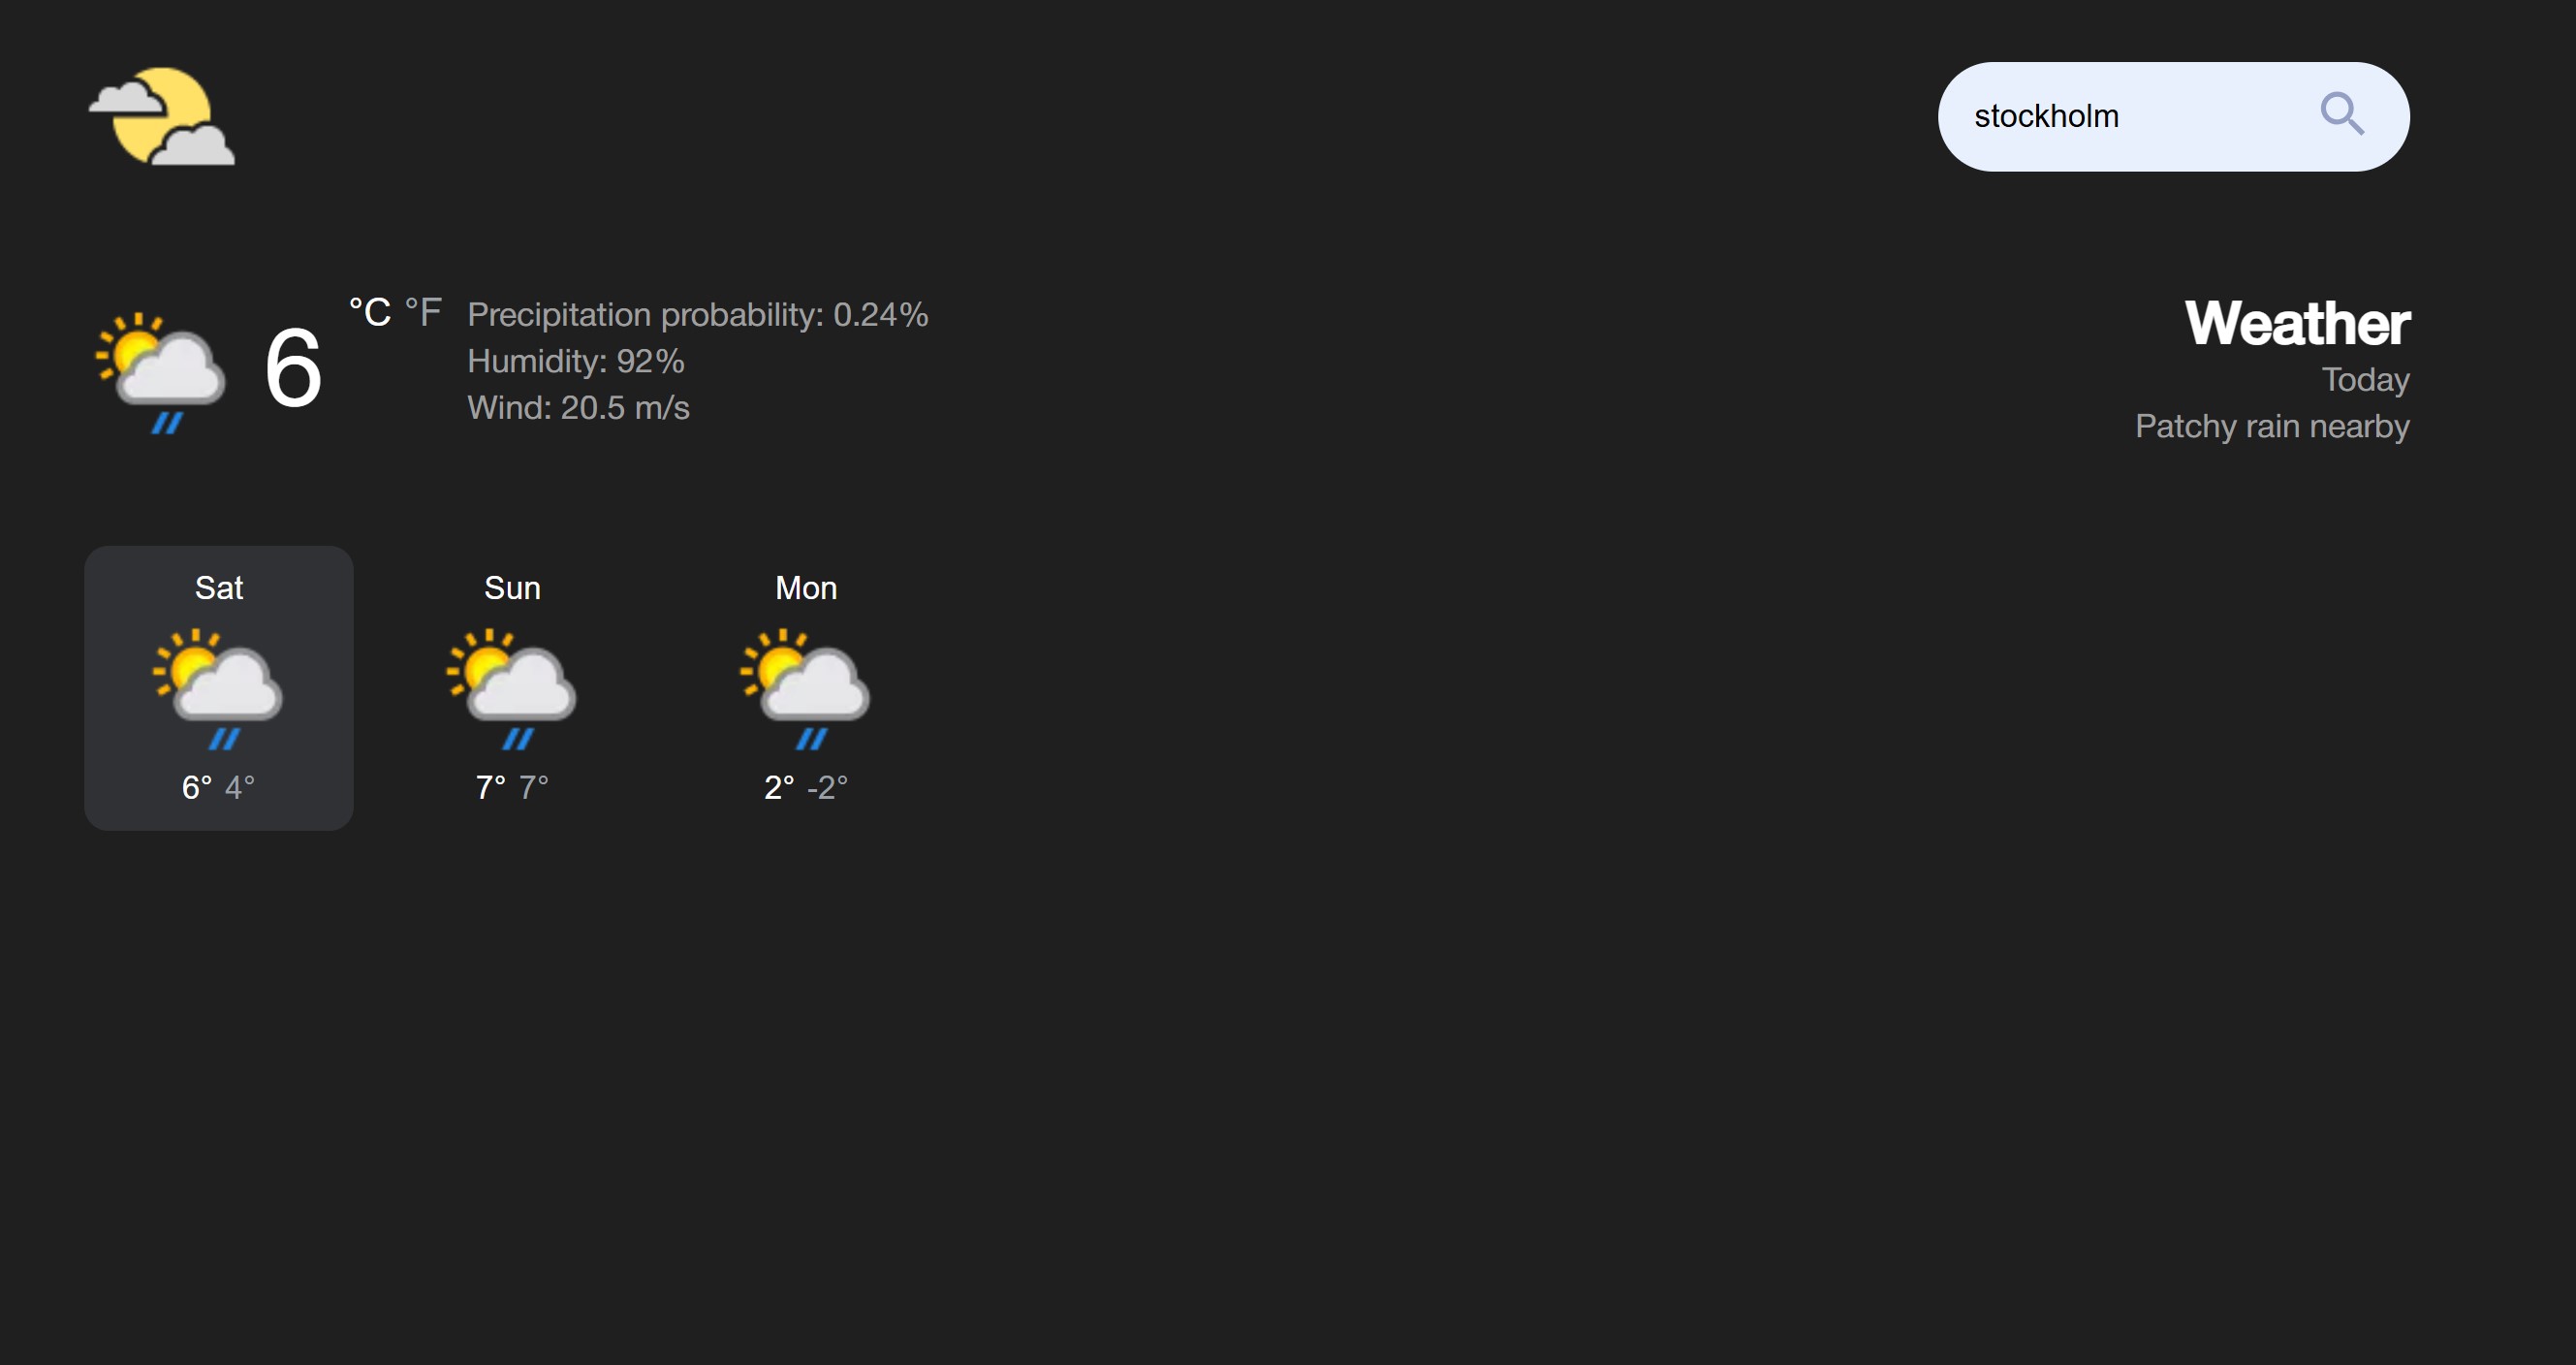 stockholm
6 °C °F
Precipitation probability: 0.24%
Humidity: 92%
Wind: 20.5 m/s
Weather
Today
Patchy rain nearby
Sat
6° 4°
Sun
7° 7°
Mon
2° -2°